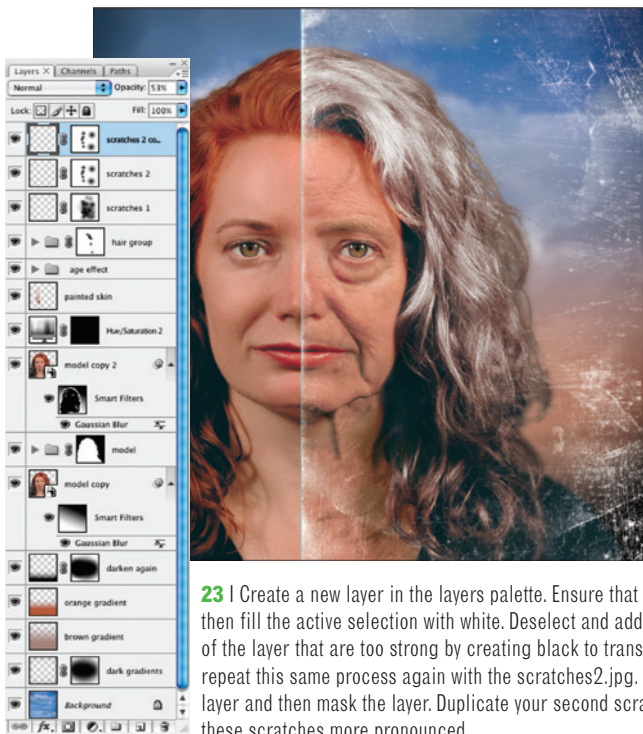 Layers X Channels Paths
Normal Opacity: 53%
Lock: Fill: 100%
scratches 2 co...
scratches 2
scratches 1
hair group
age effect
painted skin
Hue/Saturation 2
model copy 2
Smart Filters
Gaussian Blur
model
model copy
Smart Filters
Gaussian Blur
darken again
orange gradient
brown gradient
dark gradients
Background
fx.
23 | Create a new layer in the layers palette. Ensure that
then fill the active selection with white. Deselect and add
of the layer that are too strong by creating black to trans
repeat this same process again with the scratches2.jpg.
layer and then mask the layer. Duplicate your second scra
these scratches more pronounced.